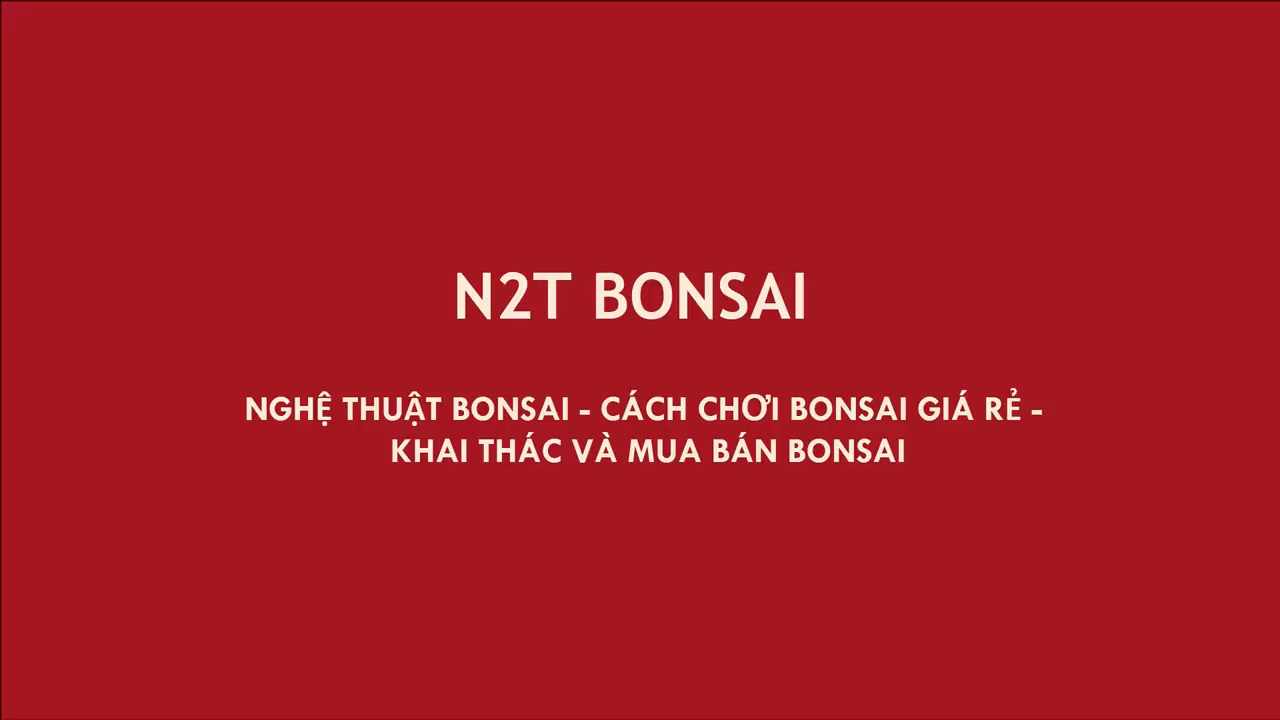 N2T BONSAI
NGHỆ THUẬT BONSAI - CÁCH CHƠI BONSAI GIÁ RẺ -
KHAI THÁC VÀ MUA BÁN BONSAI